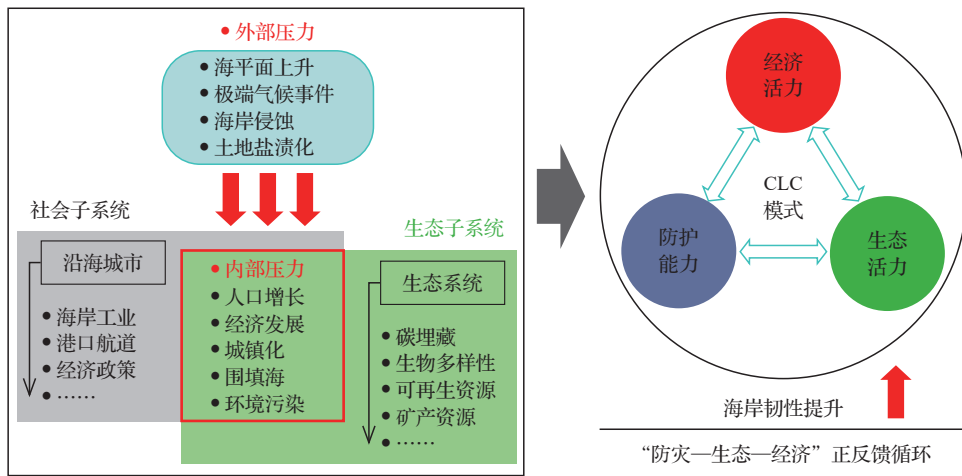 • 外部压力
• 海平面上升
• 极端气候事件
• 海岸侵蚀
• 土地盐渍化
社会子系统
生态子系统
沿海城市
• 海岸工业
• 港口航道
• 经济政策
• ……
• 内部压力
• 人口增长
• 经济发展
• 城镇化
• 围填海
• 环境污染
生态系统
• 碳埋藏
• 生物多样性
• 可再生资源
• 矿产资源
• ……
经济
活力
CLC
模式
防护
能力
生态
活力
海岸韧性提升
“防灾—生态—经济”正反馈循环